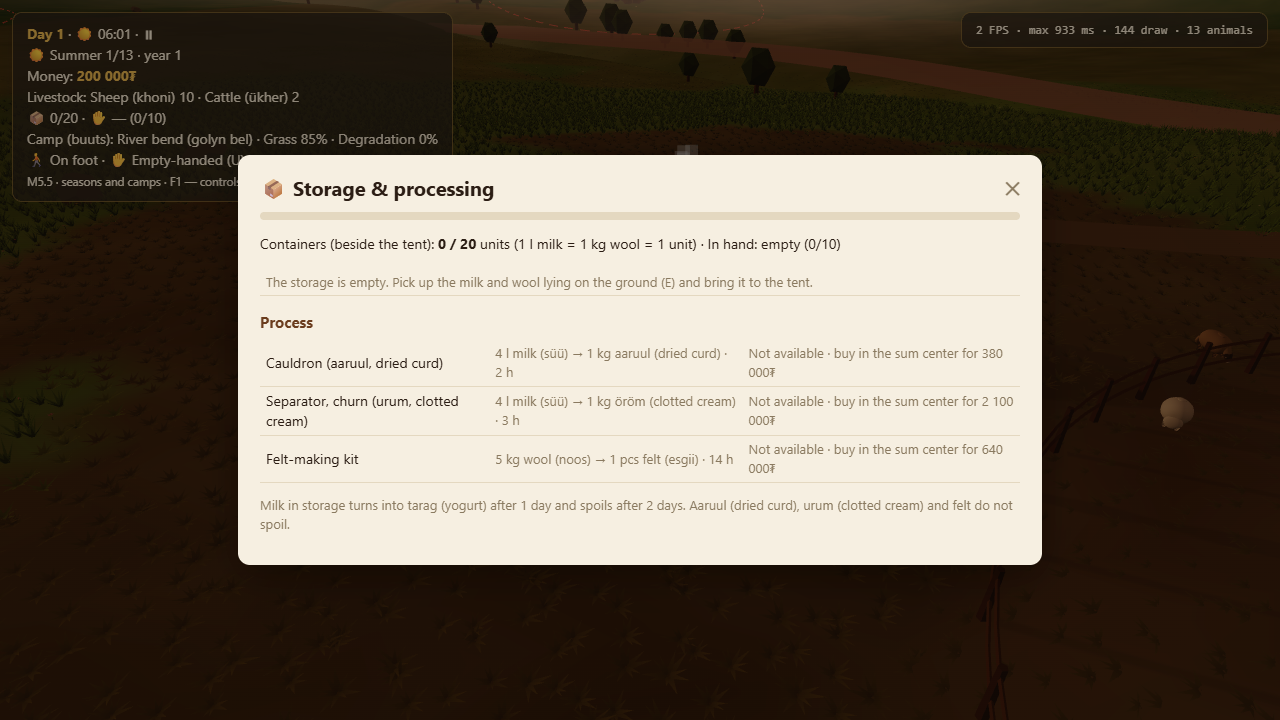 Day 1 · 06:01 ·
Summer 1/13 · year 1
Money: 200 000₮
Livestock: Sheep (khoni) 10 · Cattle (ükher) 2
0/20 · — (0/10)
Camp (buuts): River bend (golyn bel) · Grass 85% · Degradation 0%
On foot · Empty-handed
M5.5 · seasons and camps · F1 — controls
2 FPS · max 933 ms · 144 draw · 13 animals
Storage & processing
Containers (beside the tent): 0 / 20 units (1 l milk = 1 kg wool = 1 unit) · In hand: empty (0/10)
The storage is empty. Pick up the milk and wool lying on the ground (E) and bring it to the tent.
Process
Cauldron (aaruul, dried curd)
4 l milk (süü) → 1 kg aaruul (dried curd) ·
2 h
Not available · buy in the sum center for 380
000₮
Separator, churn (urum, clotted
cream)
4 l milk (süü) → 1 kg öröm (clotted cream)
· 3 h
Not available · buy in the sum center for 2 100
000₮
Felt-making kit
5 kg wool (noos) → 1 pcs felt (esgii) · 14 h
Not available · buy in the sum center for 640
000₮
Milk in storage turns into tarag (yogurt) after 1 day and spoils after 2 days. Aaruul (dried curd), urum (clotted cream) and felt do not
spoil.